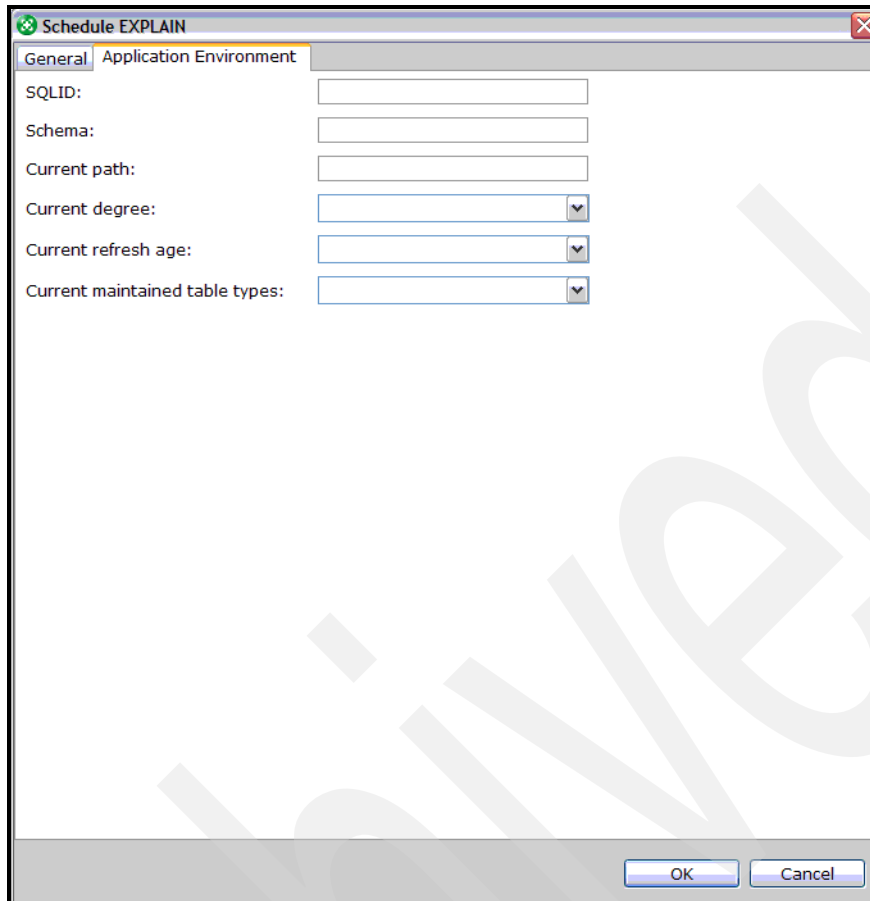 Schedule EXPLAIN
General Application Environment
SQLID:
Schema:
Current path:
Current degree:
Current refresh age:
Current maintained table types:
hived
OK Cancel